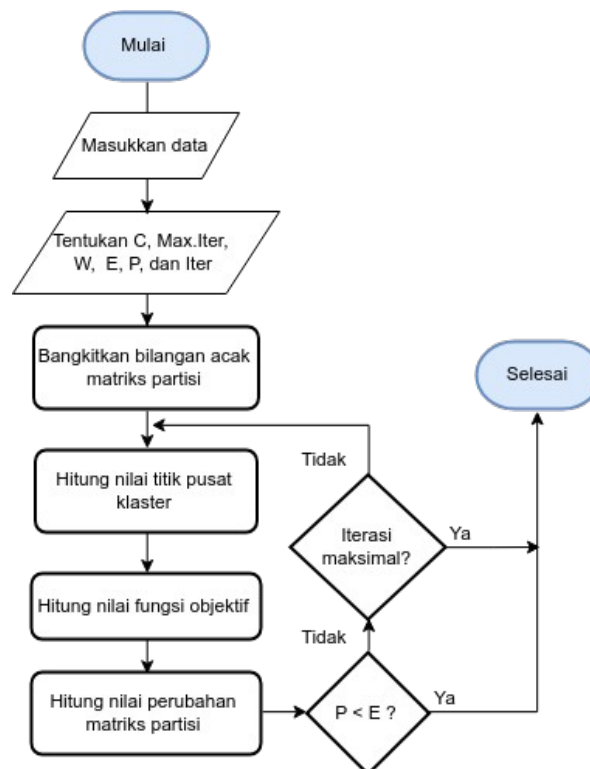 Mulai
Masukkan data
Tentukan C, Max.Iter,
W, E, P, dan Iter
Bangkitkan bilangan acak
matriks partisi
Selesai
Tidak
Hitung nilai titik pusat
klaster
Iterasi
maksimal?
Ya
Hitung nilai fungsi objektif
Tidak
Hitung nilai perubahan
matriks partisi
P < E ?
Ya